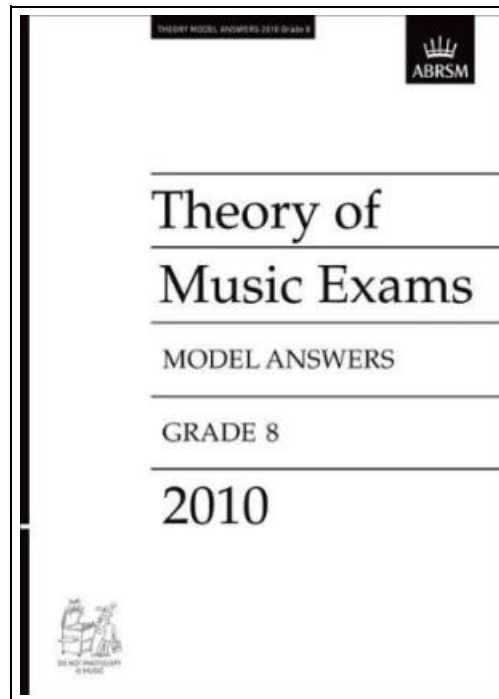 THEORY MODEL ANSWERS 2010 Grade 8
ABRSM
Theory of
Music Exams
MODEL ANSWERS
GRADE 8
2010
DO NOT PHOTOCOPY
© MUSIC